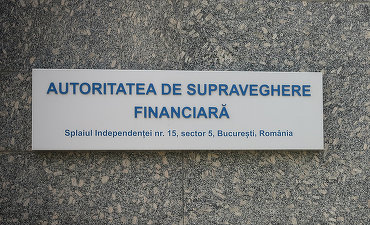 AUTORITATEA DE SUPRAVEGHERE
FINANCIARĂ
Splaiul Independenței nr. 15, sector 5, București, România